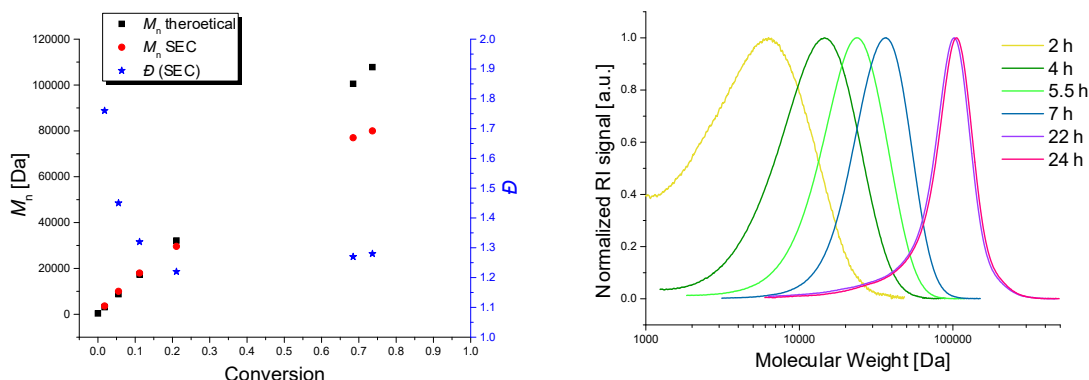 Mn theroetical
Mn SEC
Đ (SEC)
120000
100000
80000
60000
40000
20000
0
Mn [Da]
2.0
1.9
1.8
1.7
1.6
1.5
1.4
1.3
1.2
1.1
1.0
Đ
0.0 0.1 0.2 0.3 0.4 0.5 0.6 0.7 0.8 0.9 1.0
Conversion
1.0
0.8
0.6
0.4
0.2
0.0
Normalized RI signal [a.u.]
2 h
4 h
5.5 h
7 h
22 h
24 h
1000 10000 100000
Molecular Weight [Da]